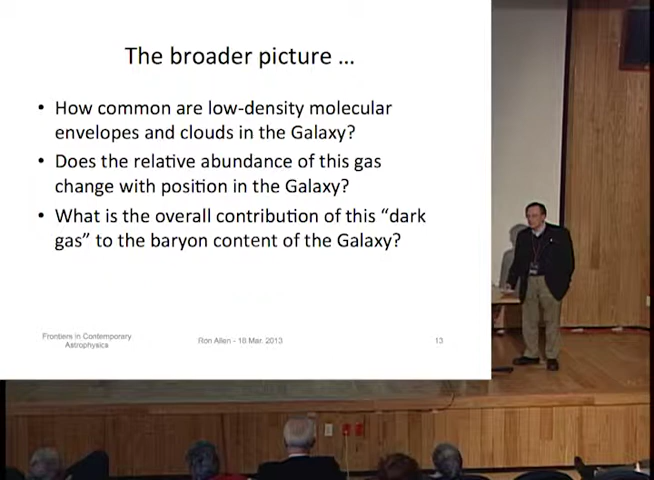 The broader picture ...
• How common are low-density molecular
envelopes and clouds in the Galaxy?
• Does the relative abundance of this gas
change with position in the Galaxy?
• What is the overall contribution of this “dark
gas” to the baryon content of the Galaxy?
Frontiers in Contemporary
Astrophysics
Ron Allen - 18 Mar. 2013
13